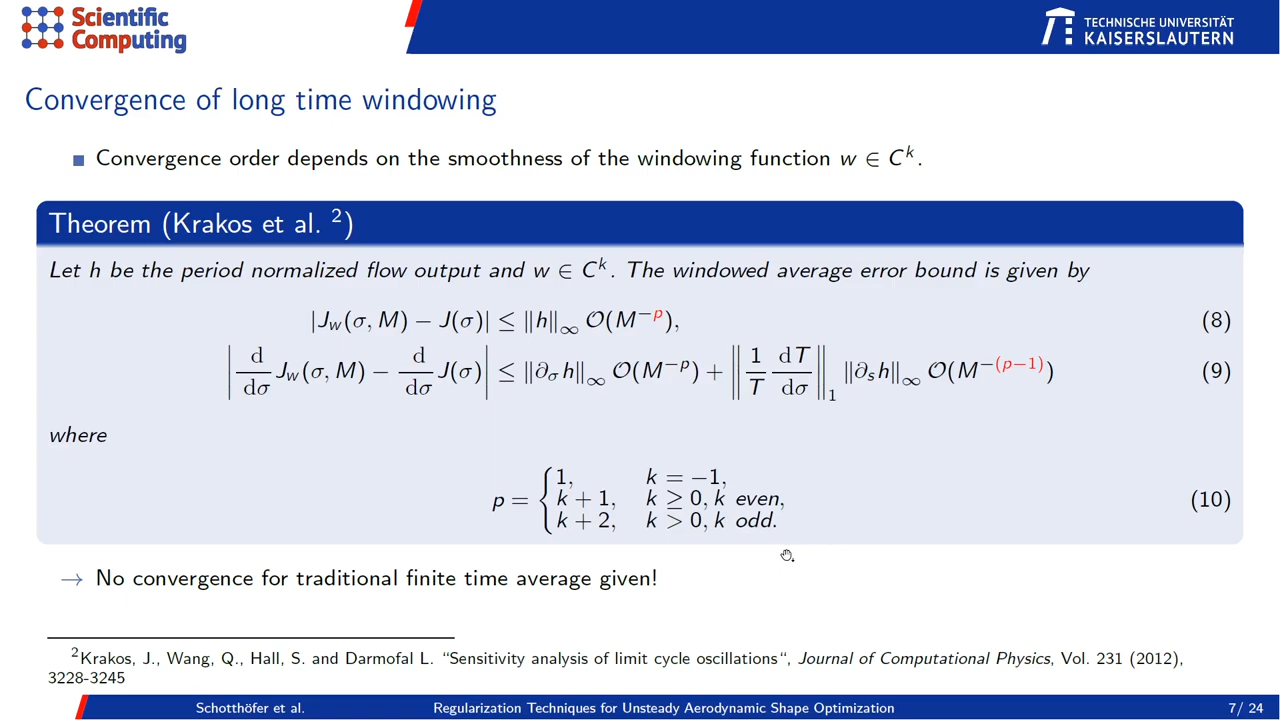 Scientific
Computing
TECHNISCHE UNIVERSITÄT
KAISERSLAUTERN
Convergence of long time windowing
Convergence order depends on the smoothness of the windowing function w ∈ Cᵏ.
Theorem (Krakos et al. ²)
Let h be the period normalized flow output and w ∈ Cᵏ. The windowed average error bound is given by
|J_w(σ, M) − J(σ)| ≤ ‖h‖_∞ O(M^{−p}), (8)
|d/dσ J_w(σ, M) − d/dσ J(σ)| ≤ ‖∂_σ h‖_∞ O(M^{−p}) + ‖1/T dT/dσ‖_1 ‖∂_s h‖_∞ O(M^{−(p−1)}) (9)
where
p = { 1, k = −1,
k + 1, k ≥ 0, k even,
k + 2, k > 0, k odd. (10)
→ No convergence for traditional finite time average given!
²Krakos, J., Wang, Q., Hall, S. and Darmofal L. “Sensitivity analysis of limit cycle oscillations“, Journal of Computational Physics, Vol. 231 (2012),
3228-3245
Schotthöfer et al. Regularization Techniques for Unsteady Aerodynamic Shape Optimization 7/ 24